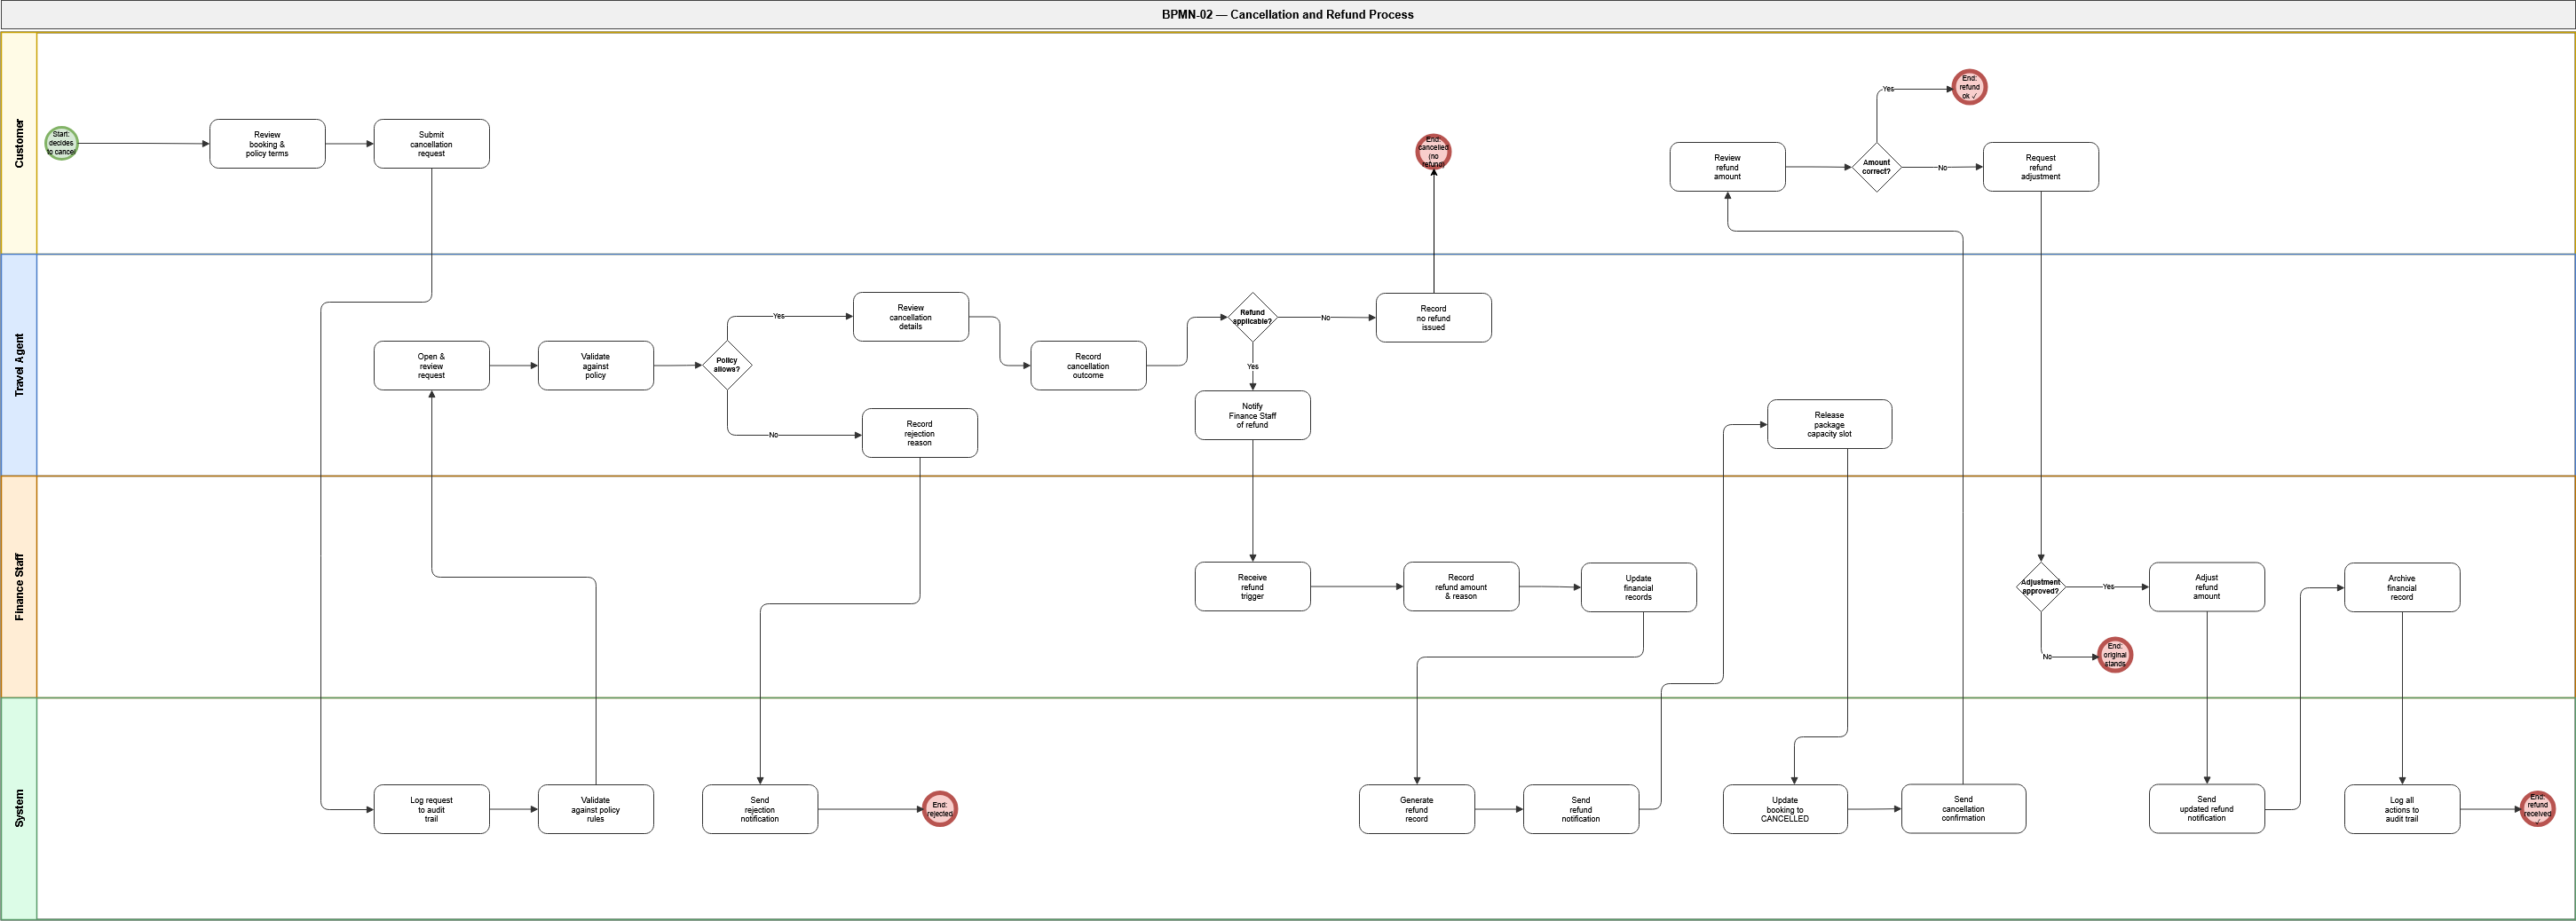 BPMN-02 — Cancellation and Refund Process
Customer
Start:
decides
to cancel
Review
booking &
policy terms
Submit
cancellation
request
End:
cancelled
(no
refund)
Review
refund
amount
Amount
correct?
Yes
End:
refund
ok ✓
No
Request
refund
adjustment
Travel Agent
Open &
review
request
Validate
against
policy
Policy
allows?
Yes
Review
cancellation
details
No
Record
rejection
reason
Record
cancellation
outcome
Refund
applicable?
No
Record
no refund
issued
Yes
Notify
Finance Staff
of refund
Release
package
capacity slot
Finance Staff
Receive
refund
trigger
Record
refund amount
& reason
Update
financial
records
Adjustment
approved?
Yes
Adjust
refund
amount
No
End:
original
stands
Archive
financial
record
System
Log request
to audit
trail
Validate
against policy
rules
Send
rejection
notification
End:
rejected
Generate
refund
record
Send
refund
notification
Update
booking to
CANCELLED
Send
cancellation
confirmation
Send
updated refund
notification
Log all
actions to
audit trail
End:
refund
received
✓